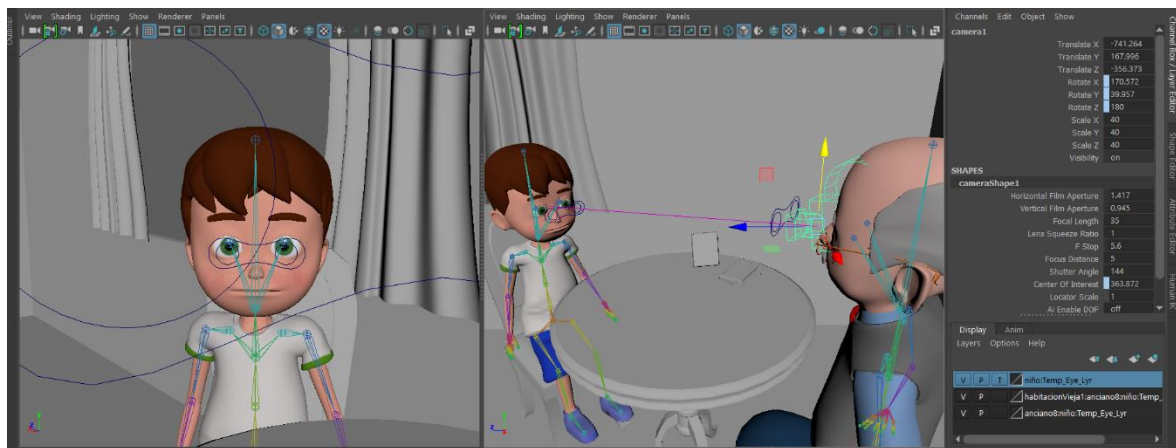 View Shading Lighting Show Renderer Panels
View Shading Lighting Show Renderer Panels
Channels Edit Object Show
camera1
Translate X -741.264
Translate Y 167.996
Translate Z -356.373
Rotate X 170.572
Rotate Y 39.957
Rotate Z 180
Scale X 40
Scale Y 40
Scale Z 40
Visibility on
SHAPES
cameraShape1
Horizontal Film Aperture 1.417
Vertical Film Aperture 0.945
Focal Length 35
Lens Squeeze Ratio 1
F Stop 5.6
Focus Distance 5
Shutter Angle 144
Center Of Interest 363.872
Locator Scale 1
Ai Enable DOF off
Display Anim
Layers Options Help
V P T niño:Temp_Eye_Lyr
V P habitacionVieja1:anciano8:niño:Temp_
V P anciano8:niño:Temp_Eye_Lyr
Outliner
Channel Box / Layer Editor
Shape Editor
Attribute Editor
HumanIK